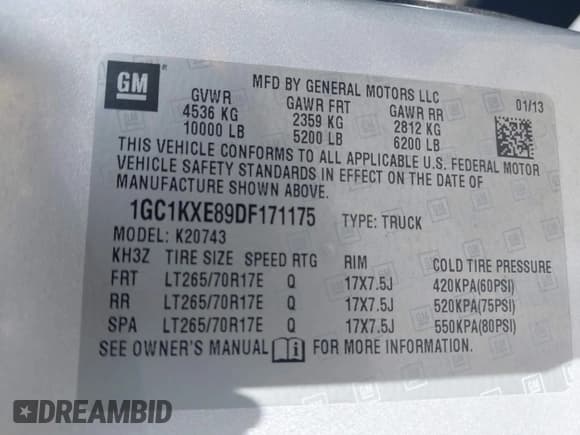 GM
MFD BY GENERAL MOTORS LLC
GVWR GAWR FRT GAWR RR 01/13
4536 KG 2359 KG 2812 KG
10000 LB 5200 LB 6200 LB
THIS VEHICLE CONFORMS TO ALL APPLICABLE U.S. FEDERAL MOTOR
VEHICLE SAFETY STANDARDS IN EFFECT ON THE DATE OF
MANUFACTURE SHOWN ABOVE.
1GC1KXE89DF171175 TYPE: TRUCK
MODEL: K20743
KH3Z TIRE SIZE SPEED RTG RIM COLD TIRE PRESSURE
FRT LT265/70R17E Q 17X7.5J 420KPA(60PSI)
RR LT265/70R17E Q 17X7.5J 520KPA(75PSI)
SPA LT265/70R17E Q 17X7.5J 550KPA(80PSI)
SEE OWNER'S MANUAL i FOR MORE INFORMATION.
DREAMBID